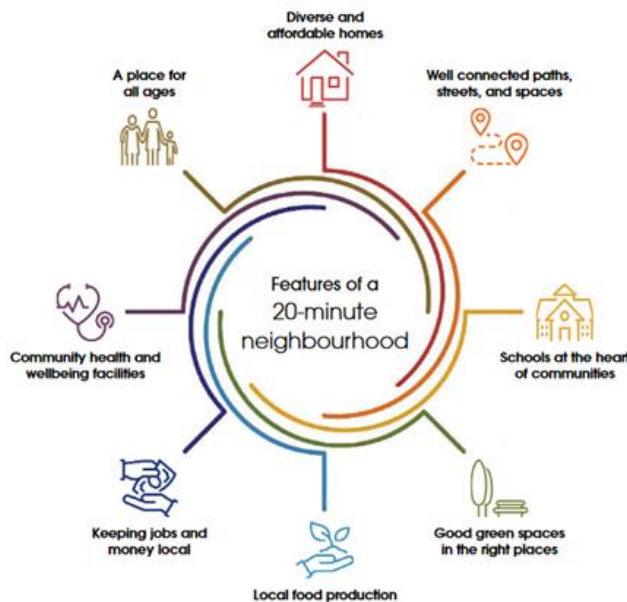 Diverse and
affordable homes
A place for
all ages
Well connected paths,
streets, and spaces
Features of a
20-minute
neighbourhood
Community health and
wellbeing facilities
Schools at the heart
of communities
Keeping jobs and
money local
Good green spaces
in the right places
Local food production